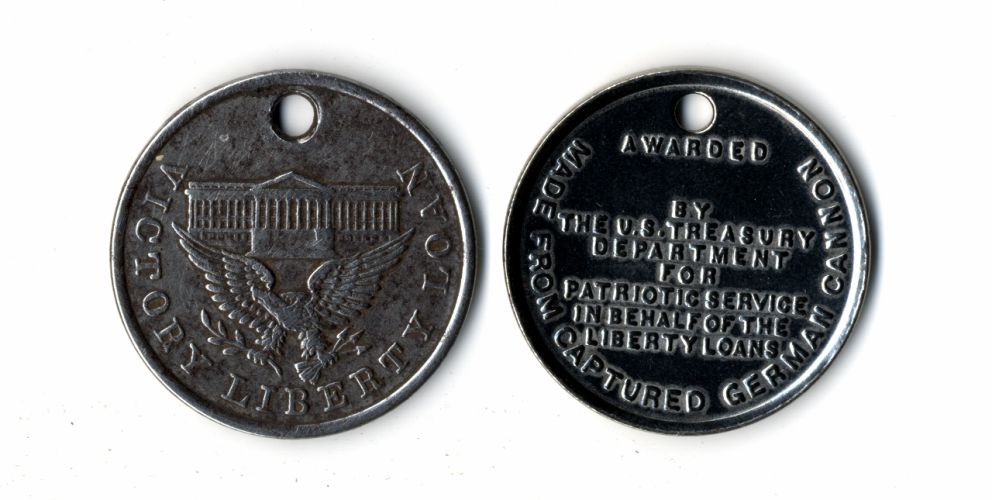 VICTORY LIBERTY LOAN
AWARDED
BY
THE U.S. TREASURY
DEPARTMENT
FOR
PATRIOTIC SERVICE
IN BEHALF OF THE
LIBERTY LOANS
MADE FROM CAPTURED GERMAN CANNON